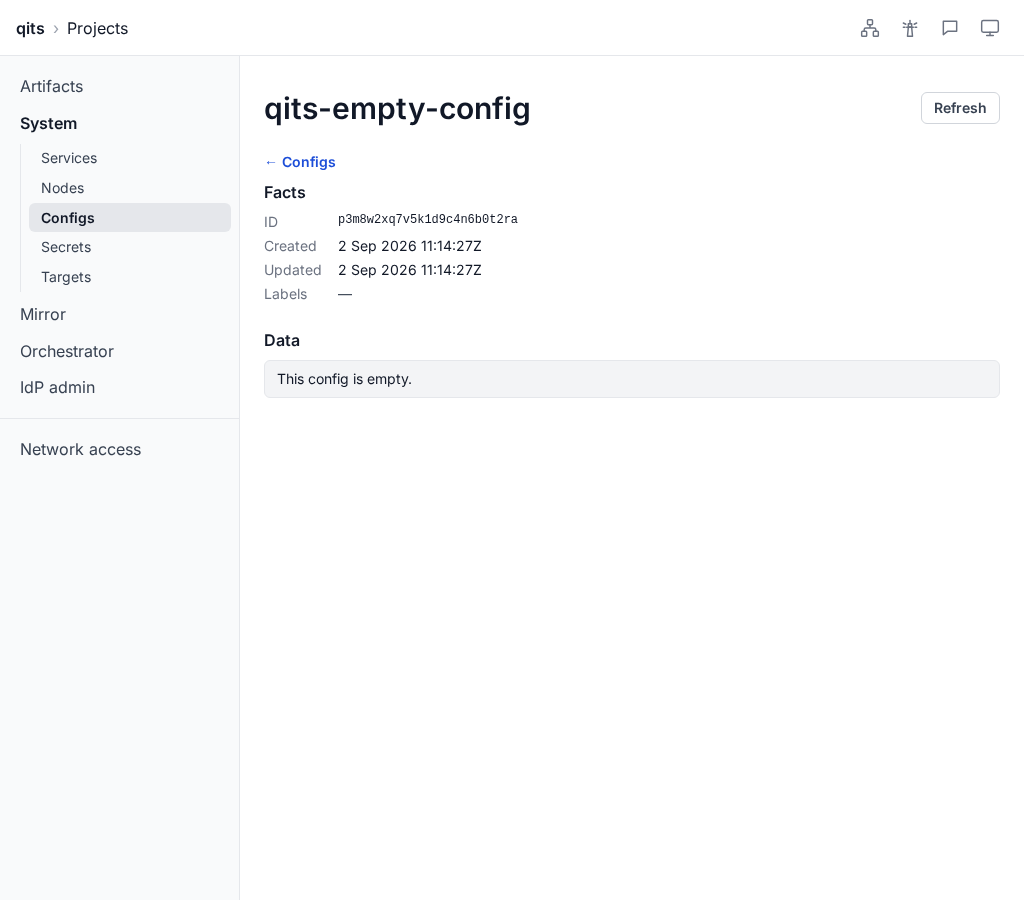 qits › Projects
Artifacts
System
Services
Nodes
Configs
Secrets
Targets
Mirror
Orchestrator
IdP admin
Network access
qits-empty-config
Refresh
← Configs
Facts
ID p3m8w2xq7v5k1d9c4n6b0t2ra
Created 2 Sep 2026 11:14:27Z
Updated 2 Sep 2026 11:14:27Z
Labels —
Data
This config is empty.